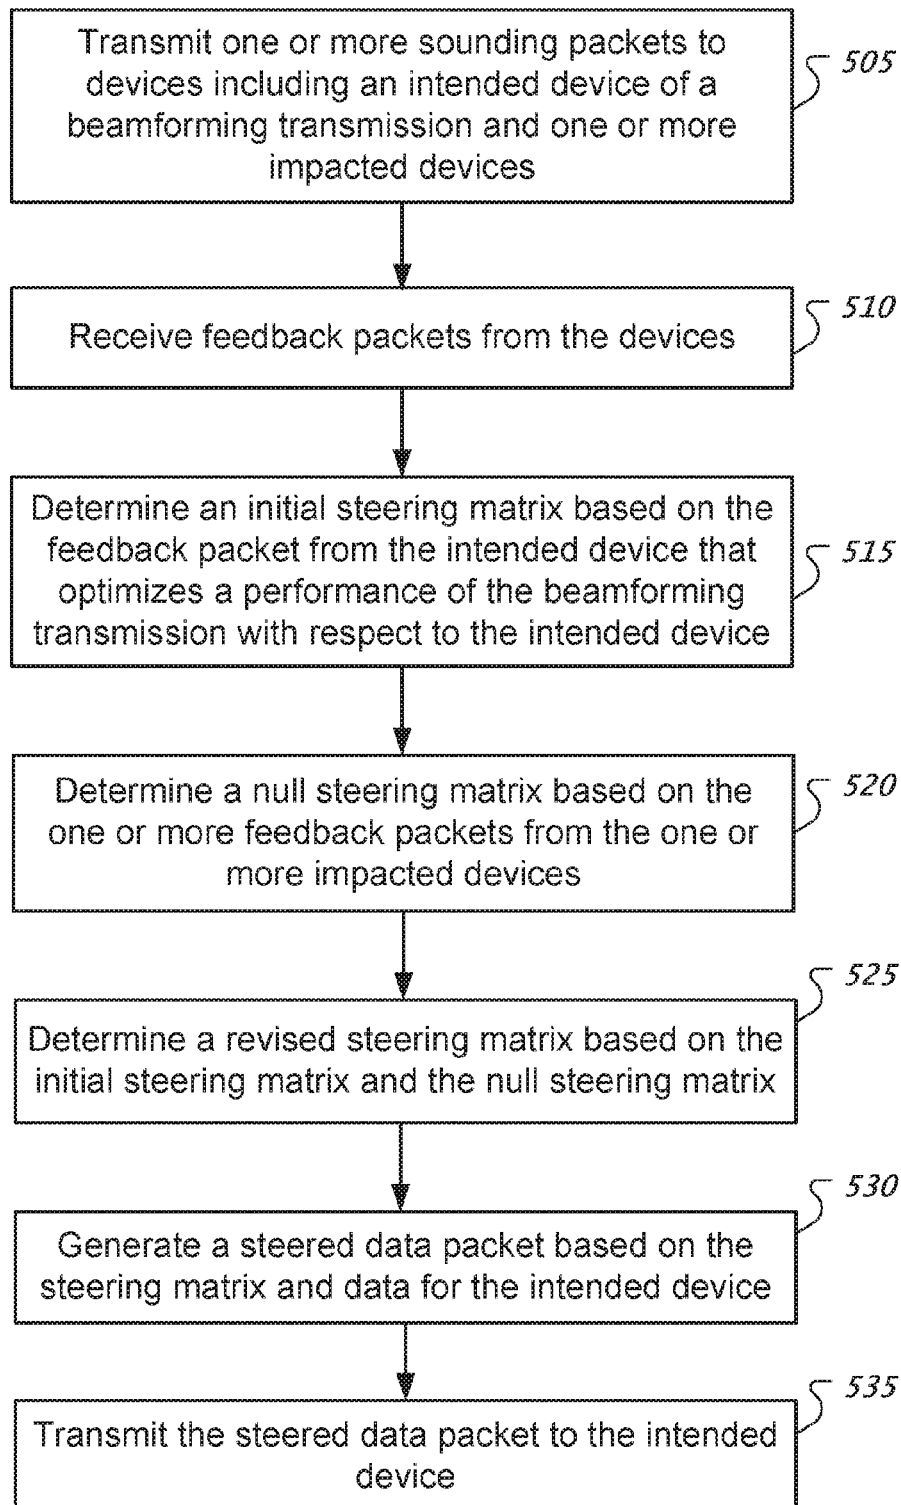 Transmit one or more sounding packets to
devices including an intended device of a
beamforming transmission and one or more
impacted devices
505
Receive feedback packets from the devices
510
Determine an initial steering matrix based on the
feedback packet from the intended device that
optimizes a performance of the beamforming
transmission with respect to the intended device
515
Determine a null steering matrix based on the
one or more feedback packets from the one or
more impacted devices
520
Determine a revised steering matrix based on the
initial steering matrix and the null steering matrix
525
Generate a steered data packet based on the
steering matrix and data for the intended device
530
Transmit the steered data packet to the intended
device
535